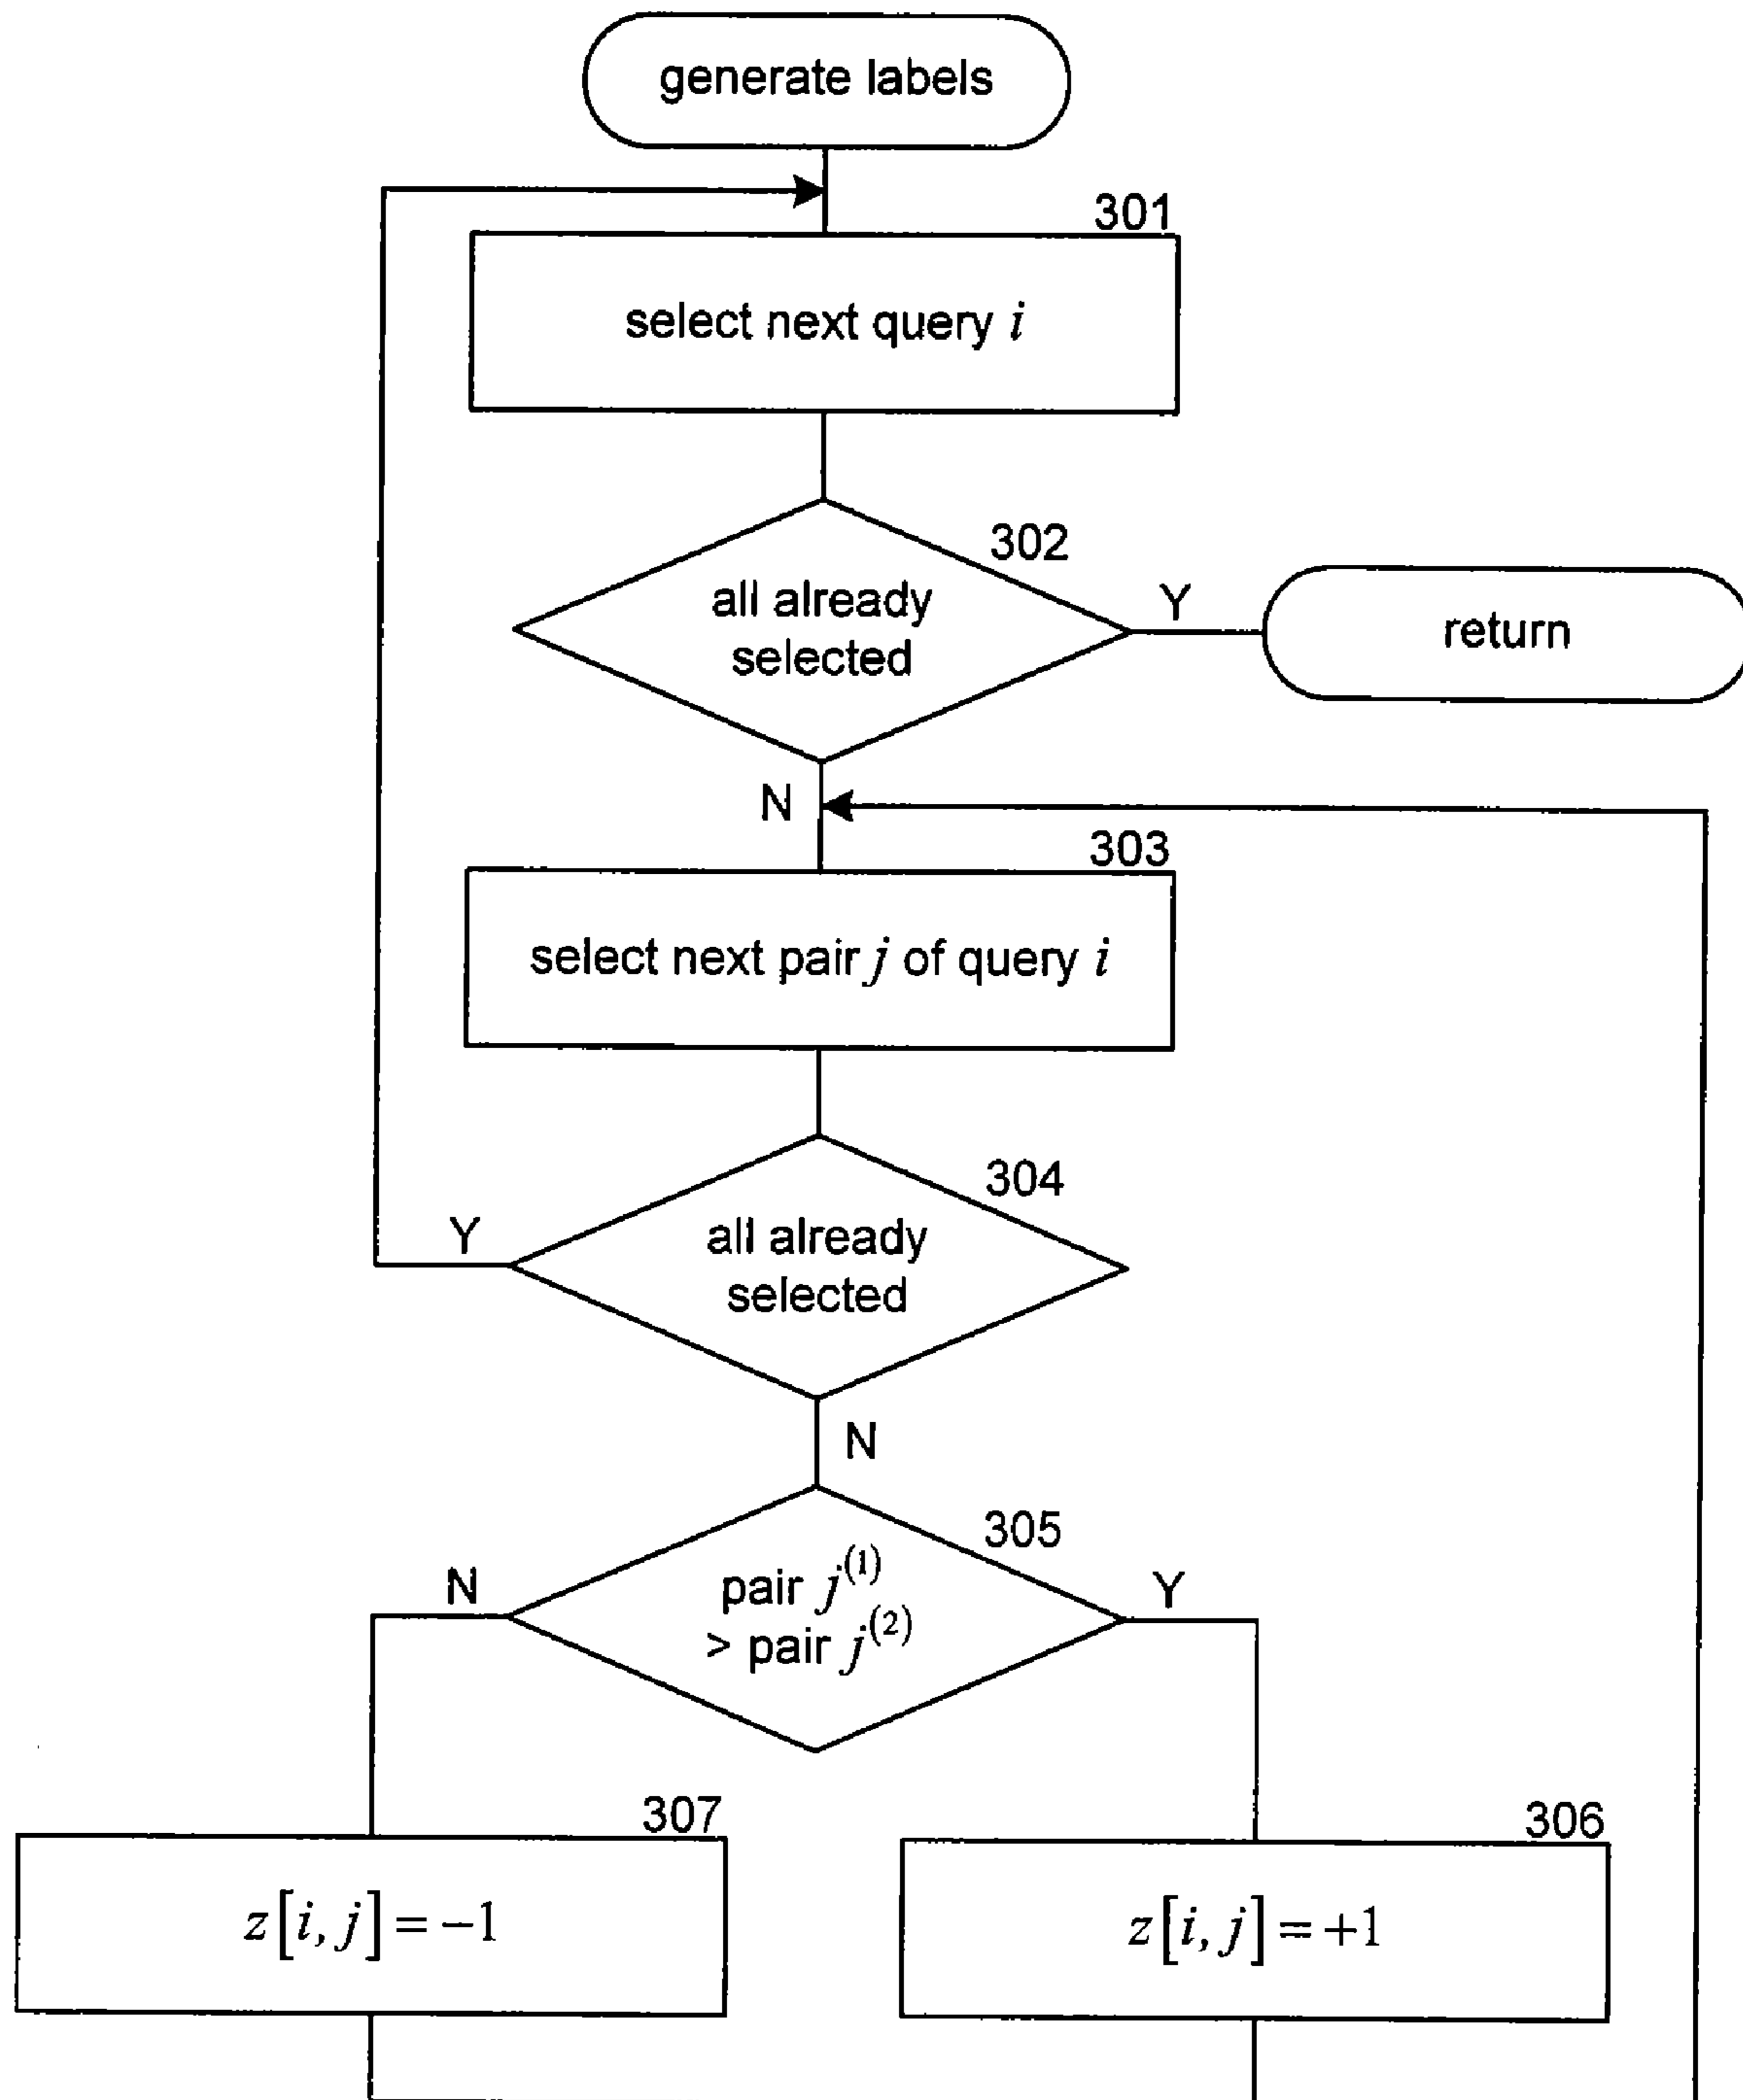 generate labels
301
select next query i
302
all already
selected
Y
return
N
303
select next pair j of query i
304
all already
selected
Y
N
305
pair j⁽¹⁾
> pair j⁽²⁾
N
Y
307
z[i, j] = −1
306
z[i, j] = +1